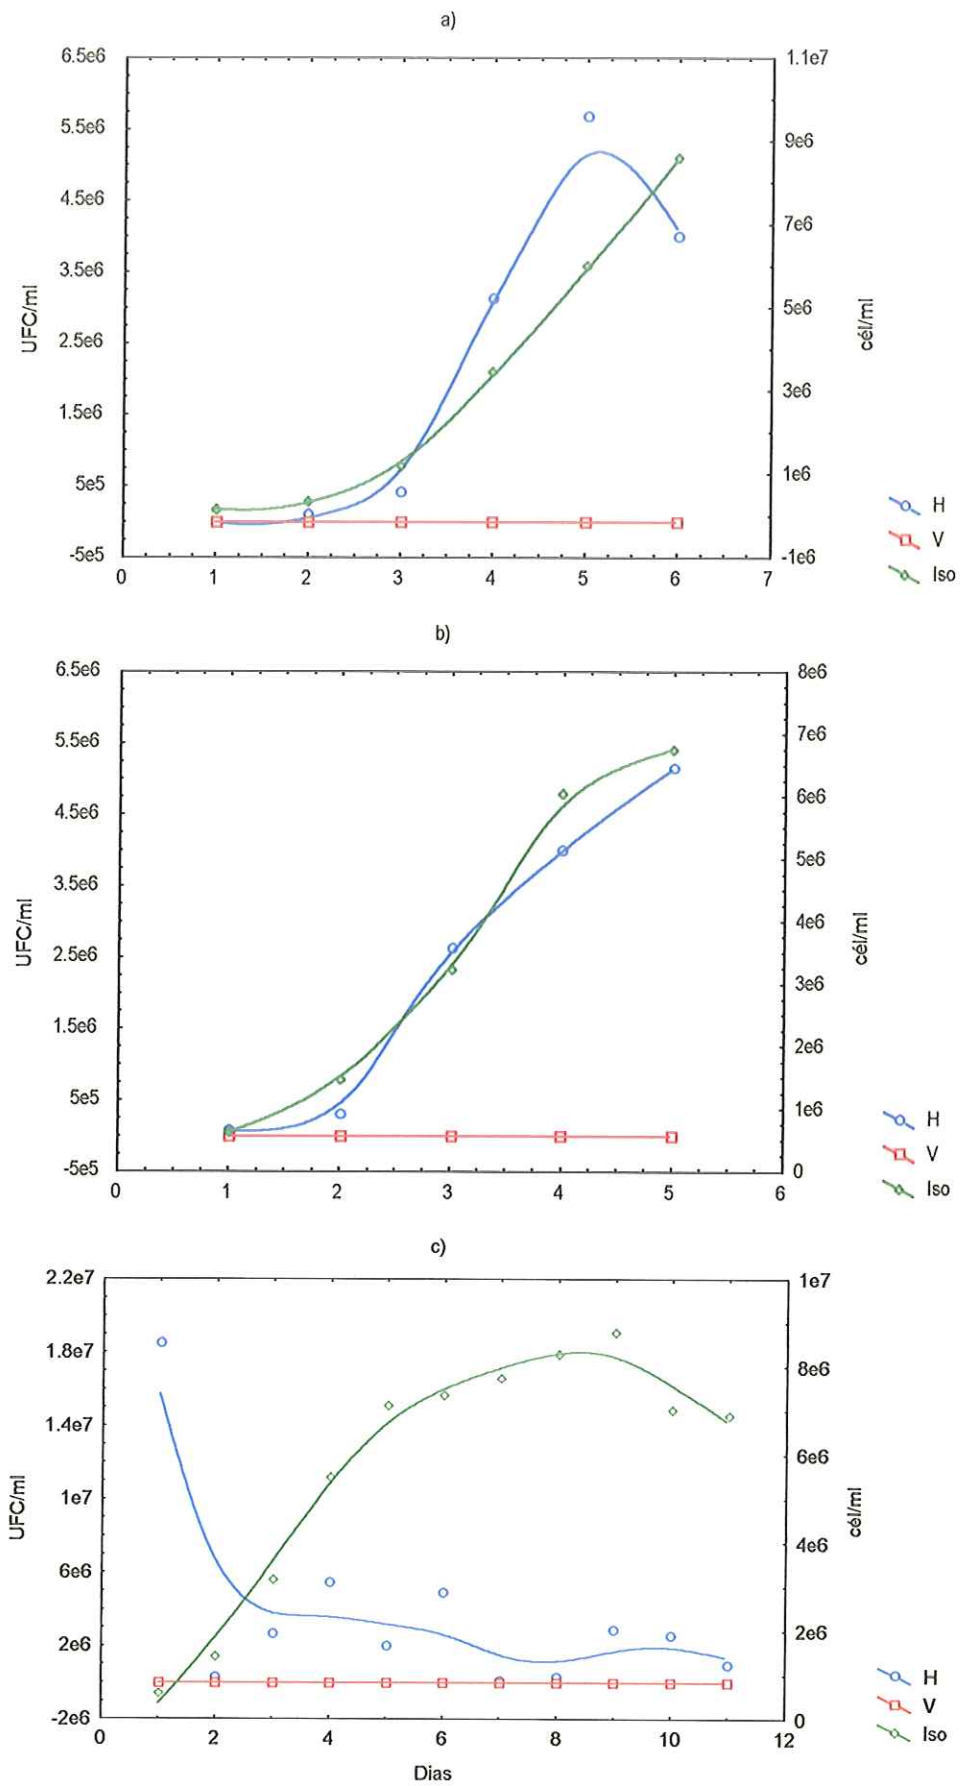 a)
6.5e6
5.5e6
4.5e6
3.5e6
2.5e6
1.5e6
5e5
-5e5
UFC/ml
1.1e7
9e6
7e6
5e6
3e6
1e6
-1e6
cél/ml
0 1 2 3 4 5 6 7
H
V
Iso
b)
6.5e6
5.5e6
4.5e6
3.5e6
2.5e6
1.5e6
5e5
-5e5
UFC/ml
8e6
7e6
6e6
5e6
4e6
3e6
2e6
1e6
0
cél/ml
0 1 2 3 4 5 6
H
V
Iso
c)
2.2e7
1.8e7
1.4e7
1e7
6e6
2e6
-2e6
UFC/ml
1e7
8e6
6e6
4e6
2e6
0
cél/ml
0 2 4 6 8 10 12
Dias
H
V
Iso